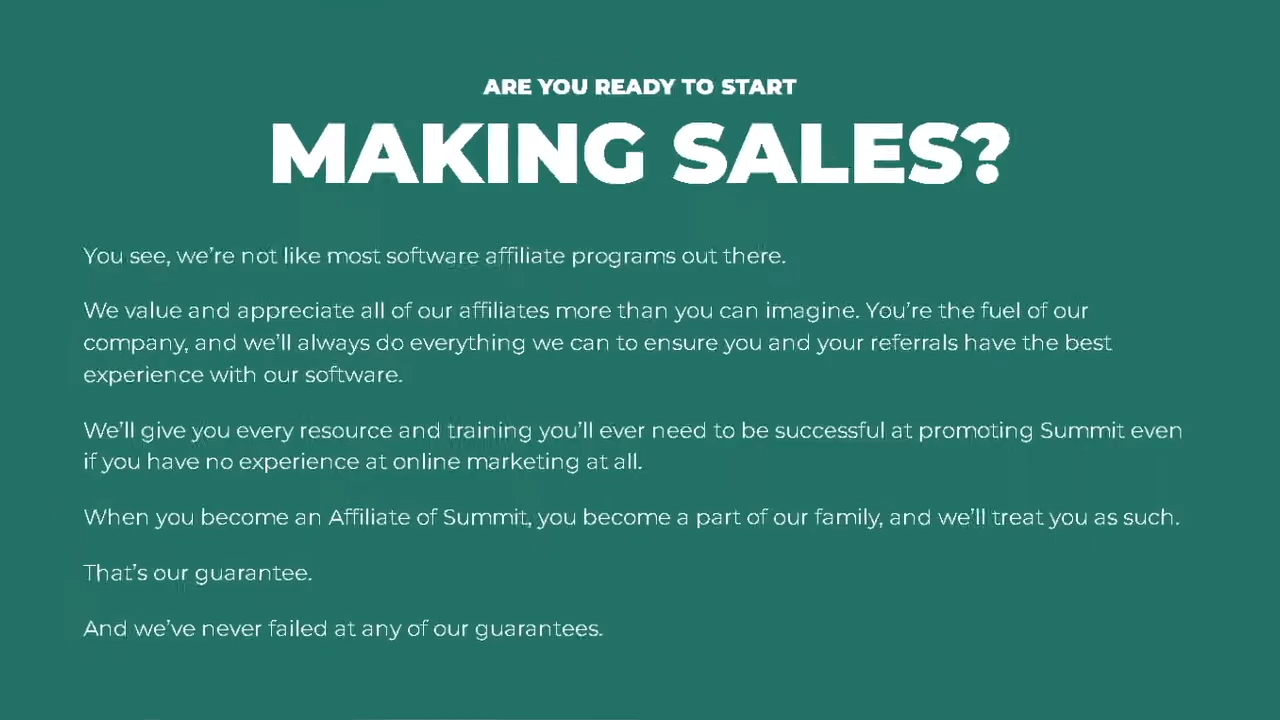 ARE YOU READY TO START
MAKING SALES?
You see, we’re not like most software affiliate programs out there.
We value and appreciate all of our affiliates more than you can imagine. You’re the fuel of our
company, and we’ll always do everything we can to ensure you and your referrals have the best
experience with our software.
We’ll give you every resource and training you’ll ever need to be successful at promoting Summit even
if you have no experience at online marketing at all.
When you become an Affiliate of Summit, you become a part of our family, and we’ll treat you as such.
That’s our guarantee.
And we’ve never failed at any of our guarantees.